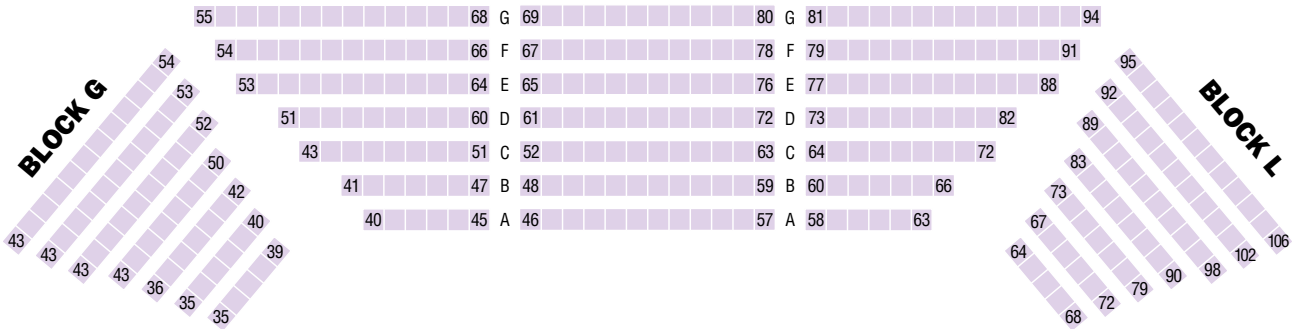 55 68 G 69 80 G 81 94
54 66 F 67 78 F 79 91
53 64 E 65 76 E 77 88
51 60 D 61 72 D 73 82
43 51 C 52 63 C 64 72
41 47 B 48 59 B 60 66
40 45 A 46 57 A 58 63
BLOCK G
54 43
53 43
52 43
50 43
42 36
40 35
39 35
BLOCK L
95 106
92 102
89 98
83 90
73 79
67 72
64 68